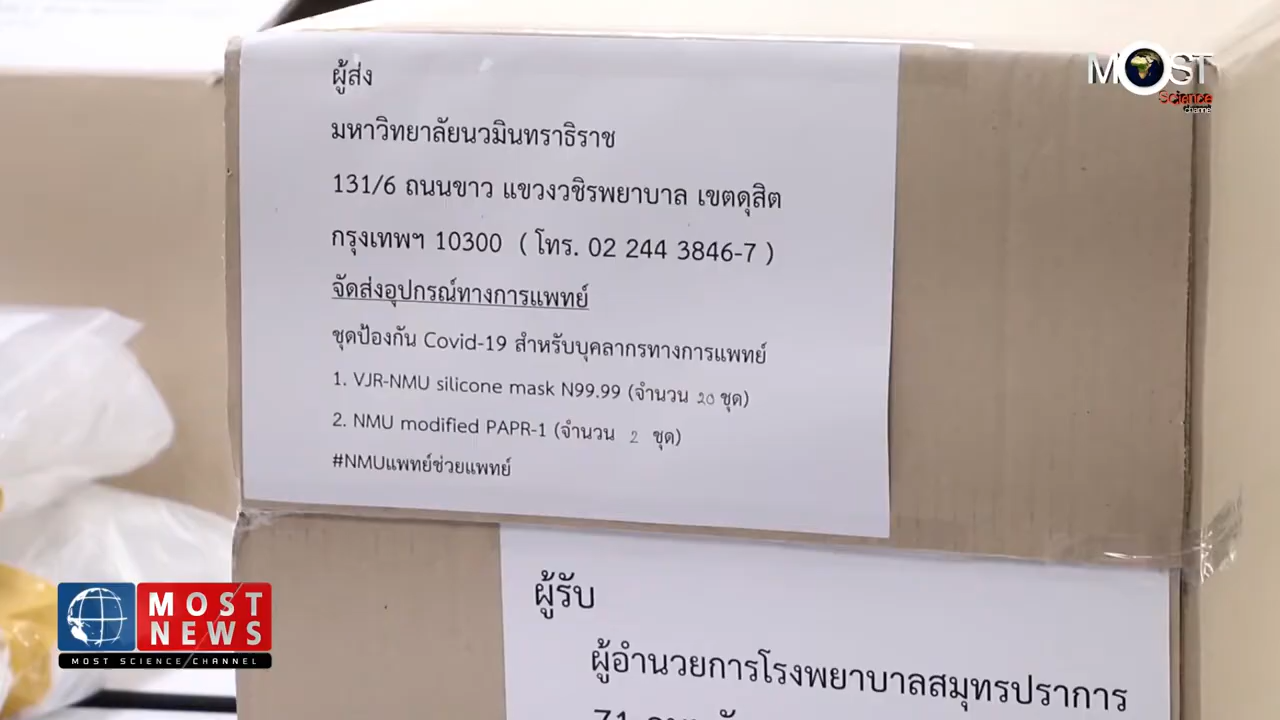 ผู้ส่ง
มหาวิทยาลัยนวมินทราธิราช
131/6 ถนนขาว แขวงวชิรพยาบาล เขตดุสิต
กรุงเทพฯ 10300 ( โทร. 02 244 3846-7 )
จัดส่งอุปกรณ์ทางการแพทย์
ชุดป้องกัน Covid-19 สำหรับบุคลากรทางการแพทย์
1. VJR-NMU silicone mask N99.99 (จำนวน 20 ชุด)
2. NMU modified PAPR-1 (จำนวน 2 ชุด)
#NMUแพทย์ช่วยแพทย์
ผู้รับ
ผู้อำนวยการโรงพยาบาลสมุทรปราการ
71
MOST
Science
channel
MOST
NEWS
MOST SCIENCE CHANNEL